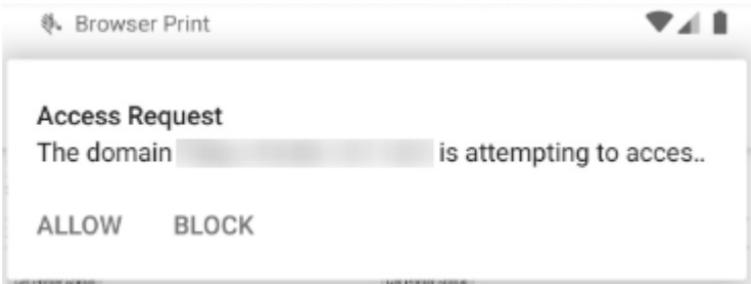 Browser Print
Access Request
The domain is attempting to acces..
ALLOW BLOCK